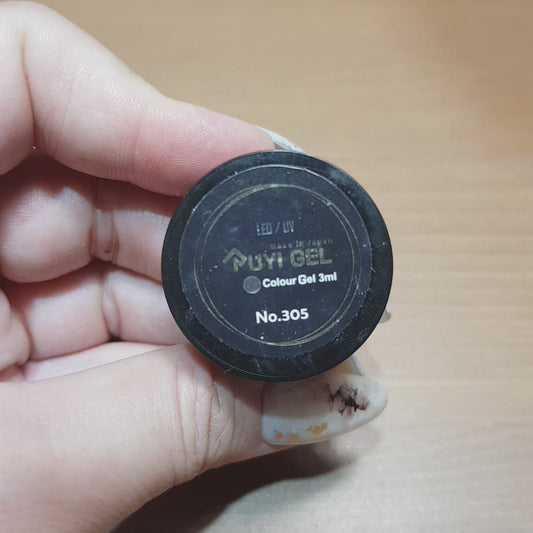 LED / UV
made in Japan
PUYI GEL
Colour Gel 3ml
No.305